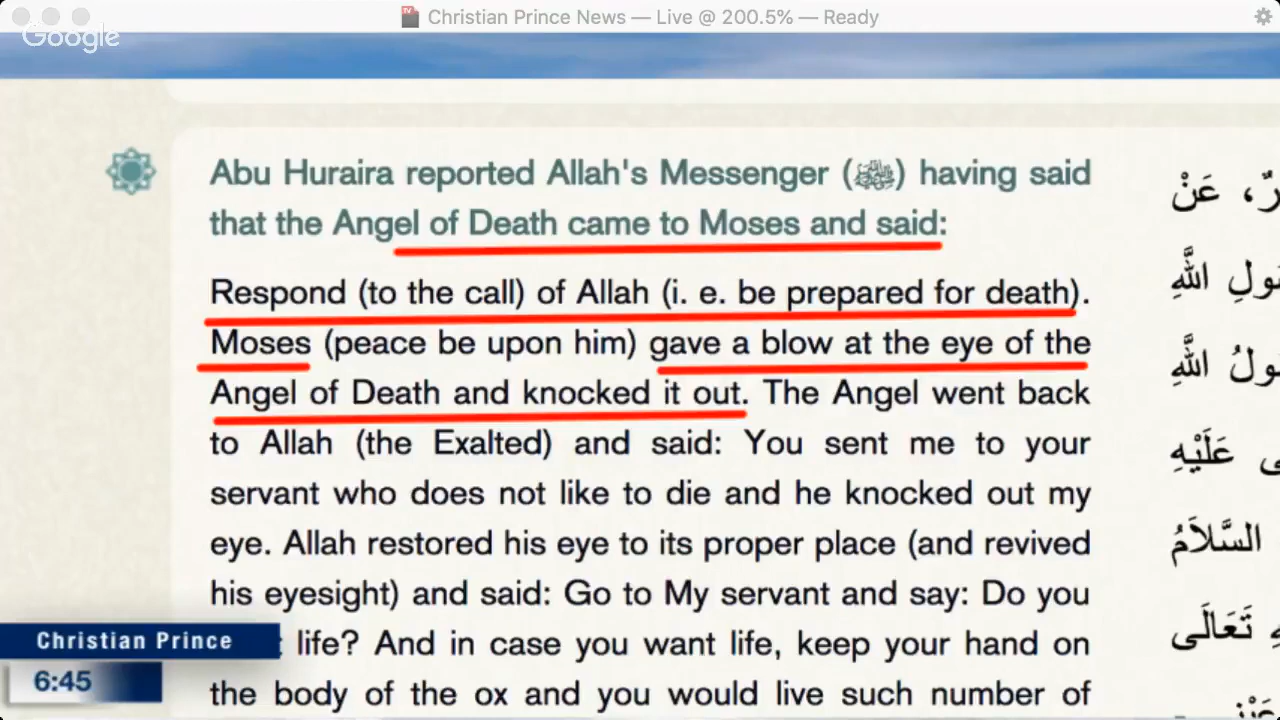 Christian Prince News — Live @ 200.5% — Ready
Google
Abu Huraira reported Allah's Messenger (ﷺ) having said
that the Angel of Death came to Moses and said:
Respond (to the call) of Allah (i. e. be prepared for death).
Moses (peace be upon him) gave a blow at the eye of the
Angel of Death and knocked it out. The Angel went back
to Allah (the Exalted) and said: You sent me to your
servant who does not like to die and he knocked out my
eye. Allah restored his eye to its proper place (and revived
his eyesight) and said: Go to My servant and say: Do you
life? And in case you want life, keep your hand on
the body of the ox and you would live such number of
عَنْ
اللَّهِ
اللَّهِ
عَلَيْهِ
السَّلاَمُ
تَعَالَى
Christian Prince
6:45